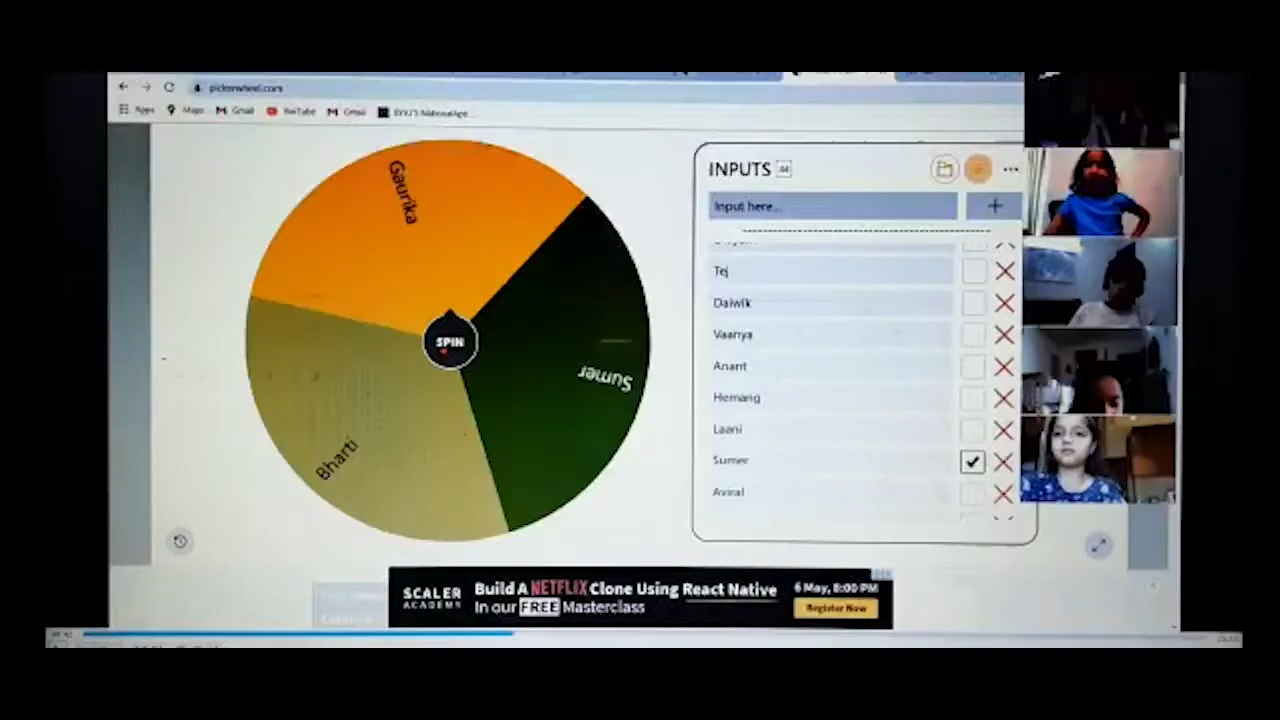 pickerwheel.com
Apps Maps Gmail YouTube Gmail
INPUTS
Input here...
+
Tej
Daiwik
Vaanya
Anant
Hemang
Laani
Sumer
Aviral
Gaurika
Sumer
Bharti
SPIN
SCALER
ACADEMY
Build A NETFLIX Clone Using React Native
In our FREE Masterclass
6 May, 8:00 PM
Register Now